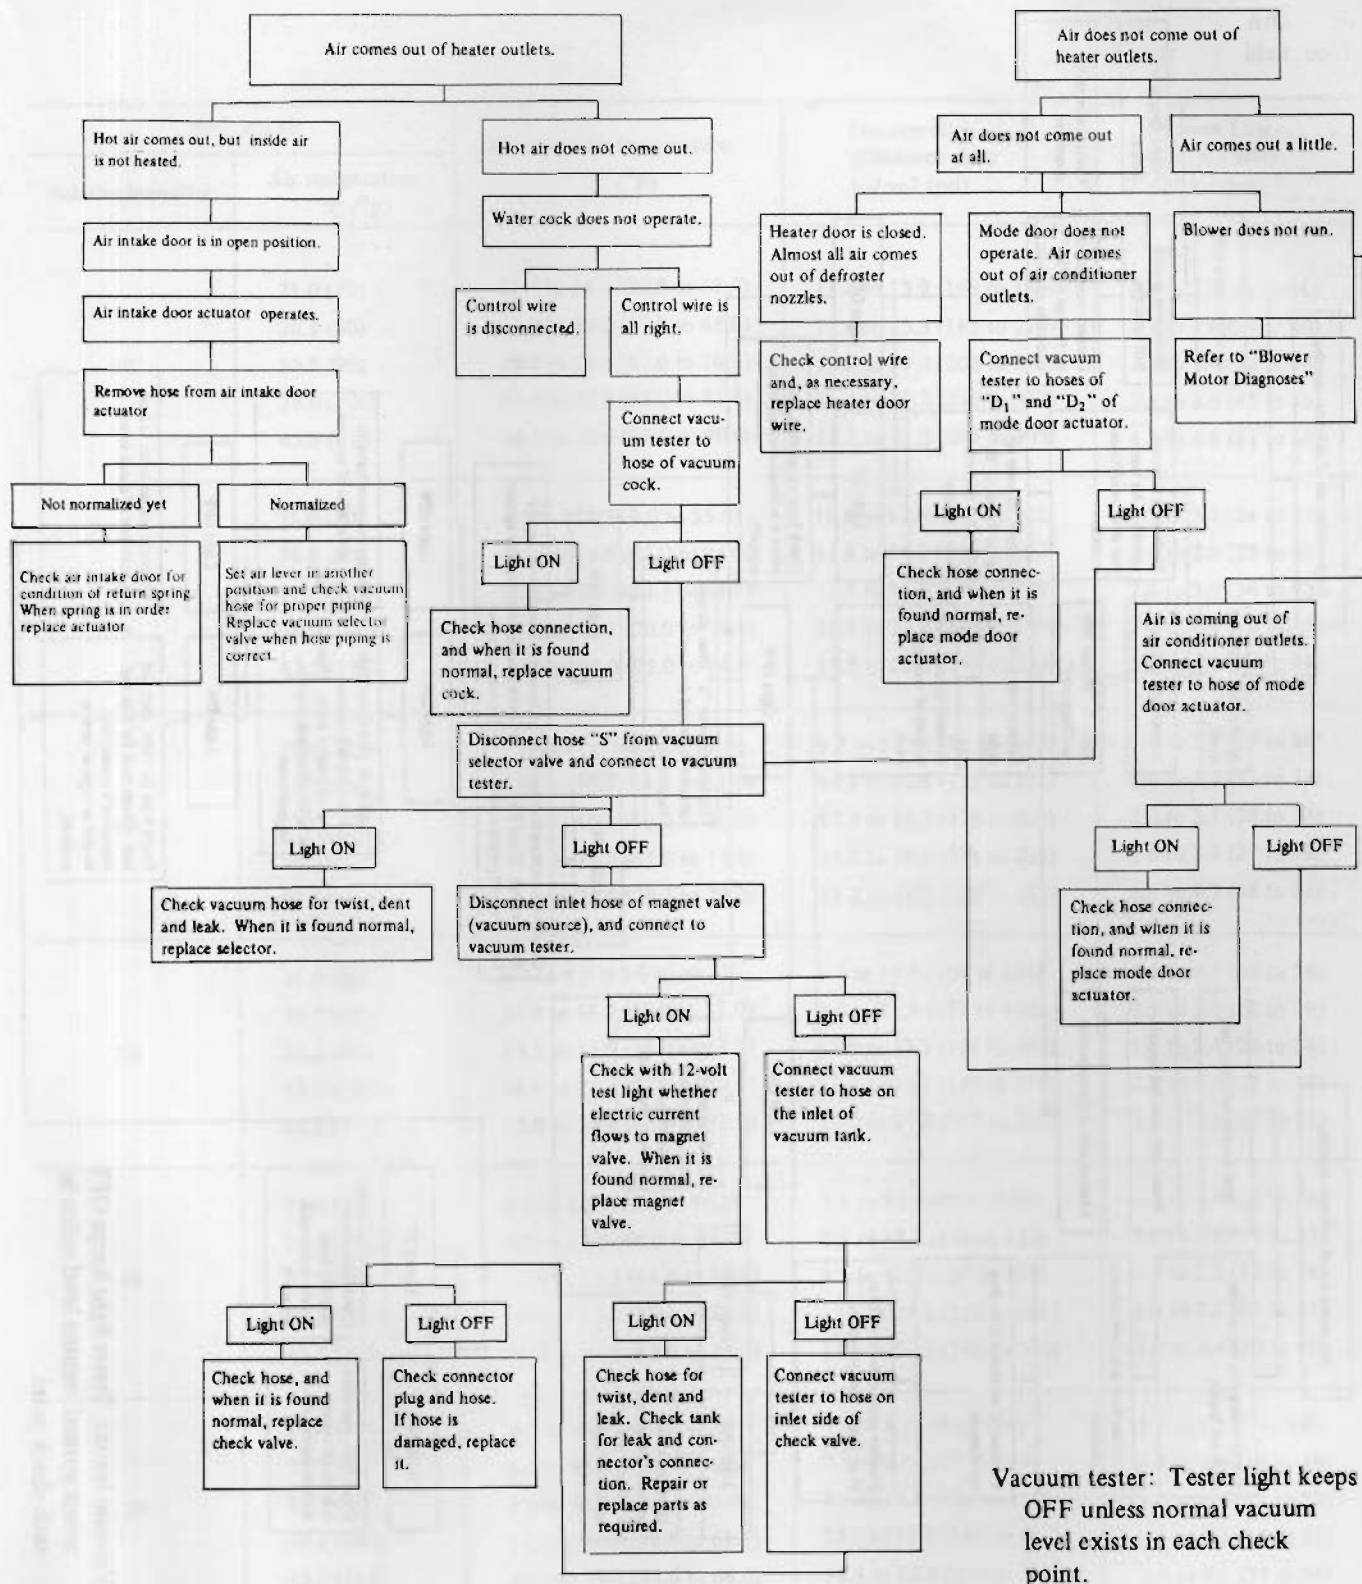 Air comes out of heater outlets.
Air does not come out of
heater outlets.
Hot air comes out, but inside air
is not heated.
Hot air does not come out.
Air does not come out
at all.
Air comes out a little.
Air intake door is in open position.
Water cock does not operate.
Heater door is closed.
Almost all air comes
out of defroster
nozzles.
Mode door does not
operate. Air comes
out of air conditioner
outlets.
Blower does not run.
Air intake door actuator operates.
Control wire
is disconnected.
Control wire is
all right.
Remove hose from air intake door
actuator
Check control wire
and, as necessary,
replace heater door
wire.
Connect vacuum
tester to hoses of
"D1" and "D2" of
mode door actuator.
Refer to "Blower
Motor Diagnoses"
Connect vacu-
um tester to
hose of vacuum
cock.
Not normalized yet
Normalized
Light ON
Light OFF
Check air intake door for
condition of return spring
When spring is in order
replace actuator
Set air lever in another
position and check vacuum
hose for proper piping
Replace vacuum selector
valve when hose piping is
correct
Light ON
Light OFF
Check hose connec-
tion, and when it is
found normal, re-
place mode door
actuator.
Air is coming out of
air conditioner outlets.
Connect vacuum
tester to hose of mode
door actuator.
Check hose connection,
and when it is found
normal, replace vacuum
cock.
Disconnect hose "S" from vacuum
selector valve and connect to vacuum
tester.
Light ON
Light OFF
Light ON
Light OFF
Check vacuum hose for twist, dent
and leak. When it is found normal,
replace selector.
Disconnect inlet hose of magnet valve
(vacuum source), and connect to
vacuum tester.
Check hose connec-
tion, and when it is
found normal, re-
place mode door
actuator.
Light ON
Light OFF
Check with 12-volt
test light whether
electric current
flows to magnet
valve. When it is
found normal, re-
place magnet
valve.
Connect vacuum
tester to hose on
the inlet of
vacuum tank.
Light ON
Light OFF
Light ON
Light OFF
Check hose, and
when it is found
normal, replace
check valve.
Check connector
plug and hose.
If hose is
damaged, replace
it.
Check hose for
twist, dent and
leak. Check tank
for leak and con-
nector's connec-
tion. Repair or
replace parts as
required.
Connect vacuum
tester to hose on
inlet side of
check valve.
Vacuum tester: Tester light keeps
OFF unless normal vacuum
level exists in each check
point.